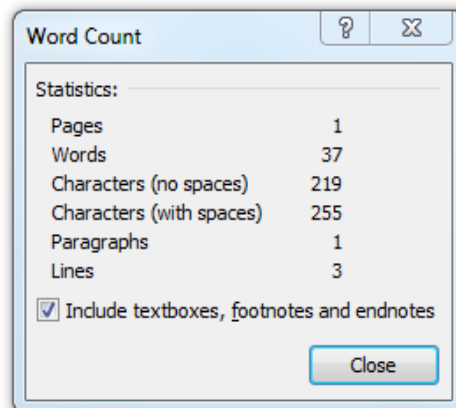 Word Count
Statistics:
Pages 1
Words 37
Characters (no spaces) 219
Characters (with spaces) 255
Paragraphs 1
Lines 3
Include textboxes, footnotes and endnotes
Close